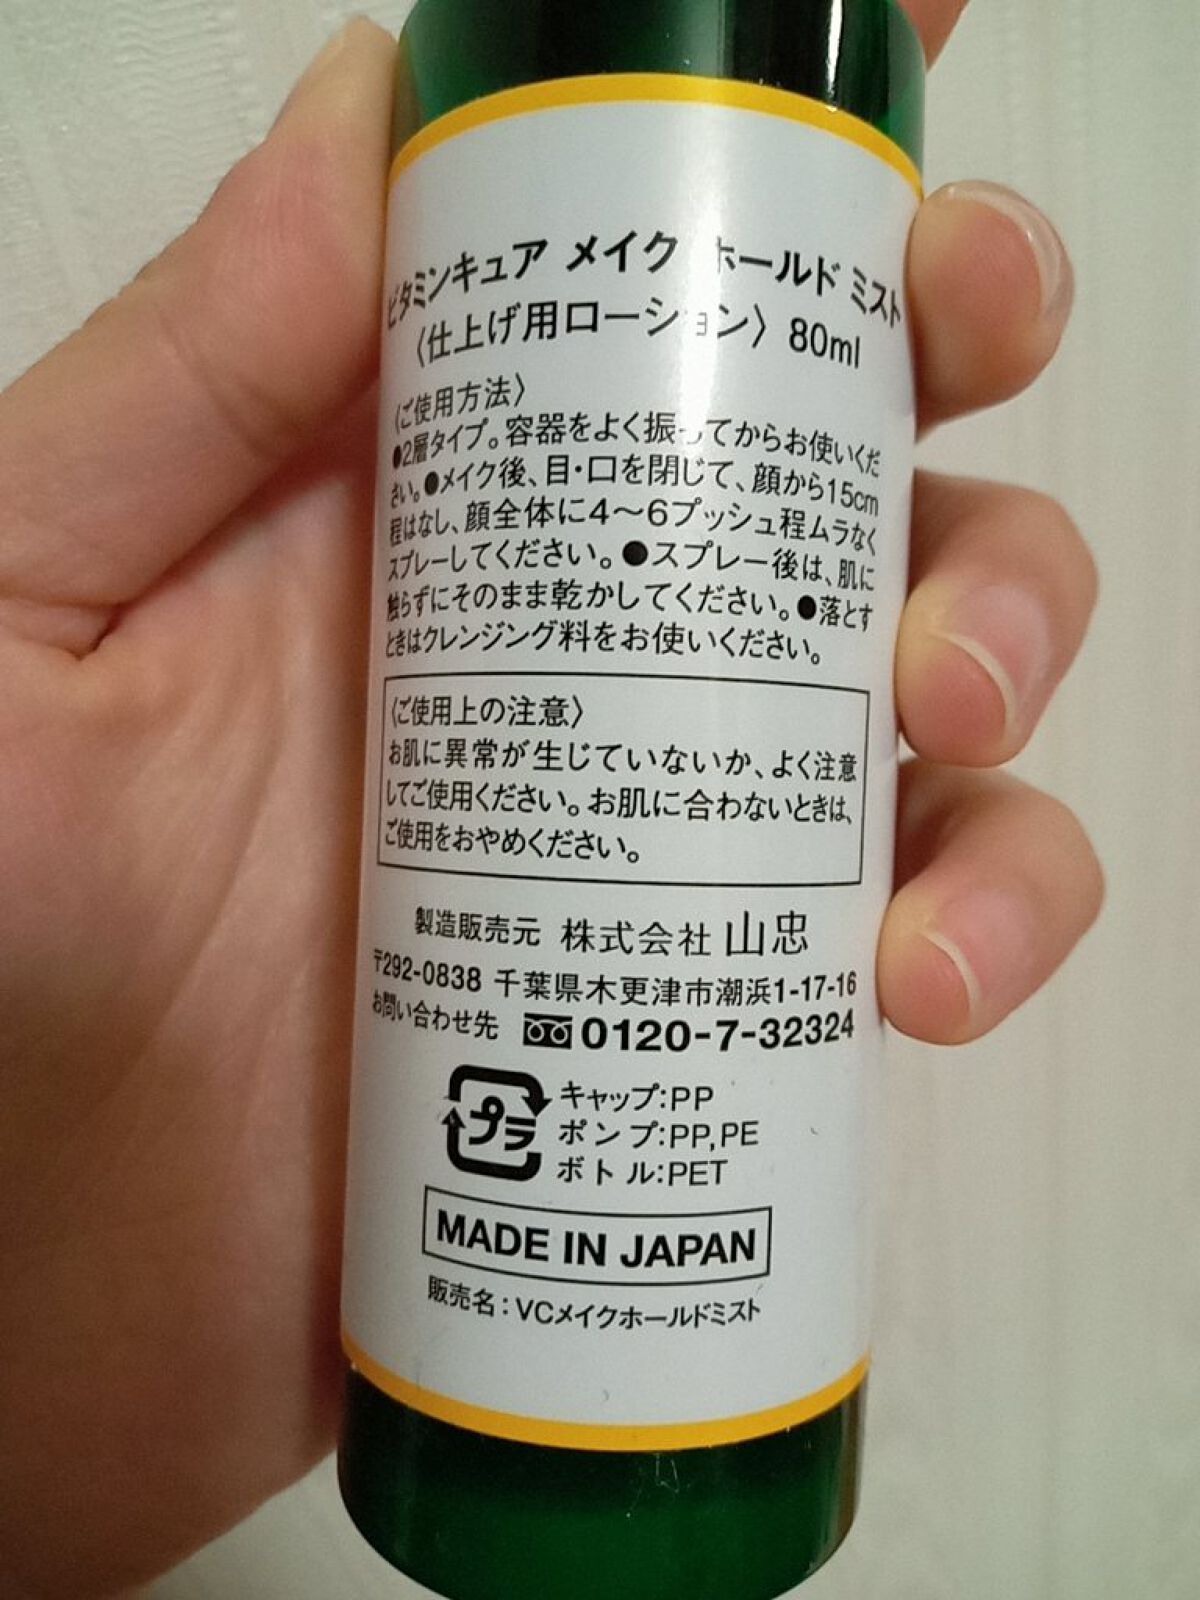 ビタミンキュア メイク ホールド ミスト
〈仕上げ用ローション〉 80ml
〈ご使用方法〉
●2層タイプ。容器をよく振ってからお使いくだ
さい。●メイク後、目・口を閉じて、顔から15cm
程はなし、顔全体に4〜6プッシュ程ムラなく
スプレーしてください。●スプレー後は、肌に
触らずにそのまま乾かしてください。●落とす
ときはクレンジング料をお使いください。
〈ご使用上の注意〉
お肌に異常が生じていないか、よく注意
してご使用ください。お肌に合わないときは、
ご使用をおやめください。
製造販売元 株式会社 山忠
〒292-0838 千葉県木更津市潮浜1-17-16
お問い合わせ先 0120-7-32324
プラ
キャップ:PP
ポンプ:PP,PE
ボトル:PET
MADE IN JAPAN
販売名：VCメイクホールドミスト